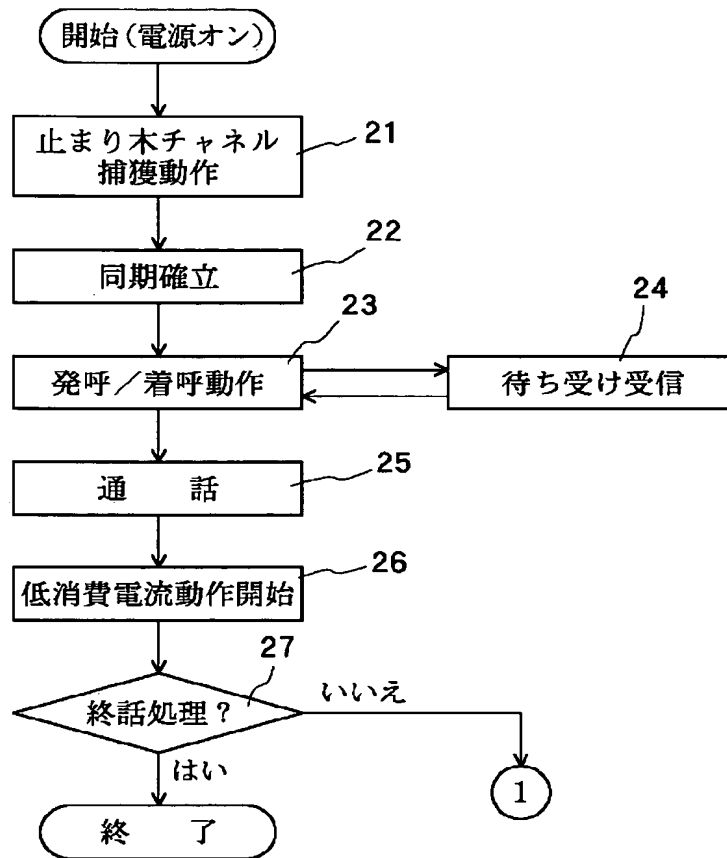 開始(電源オン)
止まり木チャネル
捕獲動作
21
同期確立
22
発呼/着呼動作
23
待ち受け受信
24
通 話
25
低消費電流動作開始
26
終話処理?
27
いいえ
はい
1
終 了